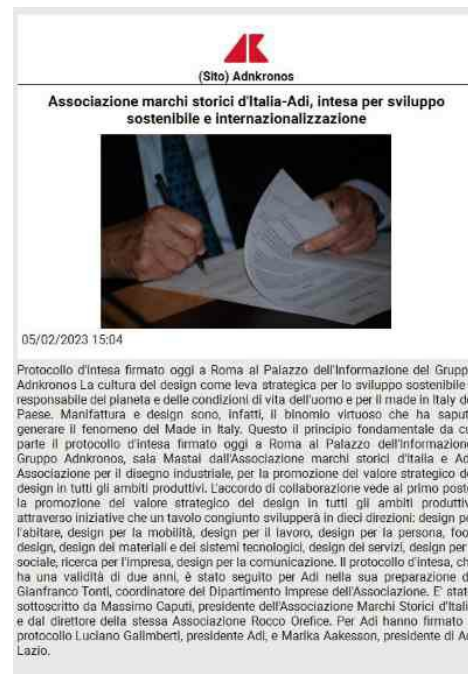 (Sito) Adnkronos
Associazione marchi storici d'Italia-Adi, intesa per sviluppo
sostenibile e internazionalizzazione
05/02/2023 15:04
Protocollo d'intesa firmato oggi a Roma al Palazzo dell'Informazione del Grupp
Adnkronos La cultura del design come leva strategica per lo sviluppo sostenibile
responsabile del pianeta e delle condizioni di vita dell'uomo e per il made in Italy de
Paese. Manifattura e design sono, infatti, il binomio virtuoso che ha saput
generare il fenomeno del Made in Italy. Questo il principio fondamentale da cu
parte il protocollo d'intesa firmato oggi a Roma al Palazzo dell'Informazione
Gruppo Adnkronos, sala Mastai dall'Associazione marchi storici d'Italia e Ad
Associazione per il disegno industriale, per la promozione del valore strategico de
design in tutti gli ambiti produttivi. L'accordo di collaborazione vede al primo posto
la promozione del valore strategico del design in tutti gli ambiti produttiv
attraverso iniziative che un tavolo congiunto svilupperà in dieci direzioni: design pe
l'abitare, design per la mobilità, design per il lavoro, design per la persona, foo
design, design dei materiali e dei sistemi tecnologici, design dei servizi, design per
sociale, ricerca per l'impresa, design per la comunicazione. Il protocollo d'intesa, ch
ha una validità di due anni, è stato seguito per Adi nella sua preparazione d
Gianfranco Tonti, coordinatore del Dipartimento Imprese dell'Associazione. E' stat
sottoscritto da Massimo Caputi, presidente dell'Associazione Marchi Storici d'Itali
e dal direttore della stessa Associazione Rocco Orefice. Per Adi hanno firmato
protocollo Luciano Galimberti, presidente Adi, e Marika Aakesson, presidente di Ad
Lazio.